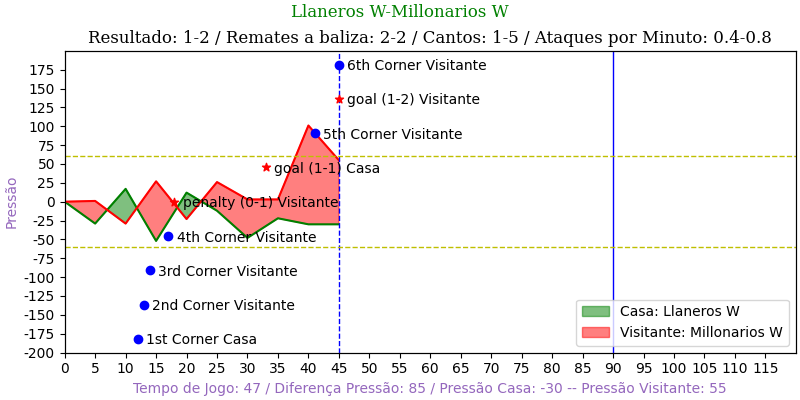 Llaneros W-Millonarios W
Resultado: 1-2 / Remates a baliza: 2-2 / Cantos: 1-5 / Ataques por Minuto: 0.4-0.8
175
150
125
100
75
50
25
0
-25
-50
-75
-100
-125
-150
-175
-200
Pressão
6th Corner Visitante
goal (1-2) Visitante
5th Corner Visitante
goal (1-1) Casa
penalty (0-1) Visitante
4th Corner Visitante
3rd Corner Visitante
2nd Corner Visitante
1st Corner Casa
Casa: Llaneros W
Visitante: Millonarios W
0 5 10 15 20 25 30 35 40 45 50 55 60 65 70 75 80 85 90 95 100 105 110 115
Tempo de Jogo: 47 / Diferença Pressão: 85 / Pressão Casa: -30 -- Pressão Visitante: 55